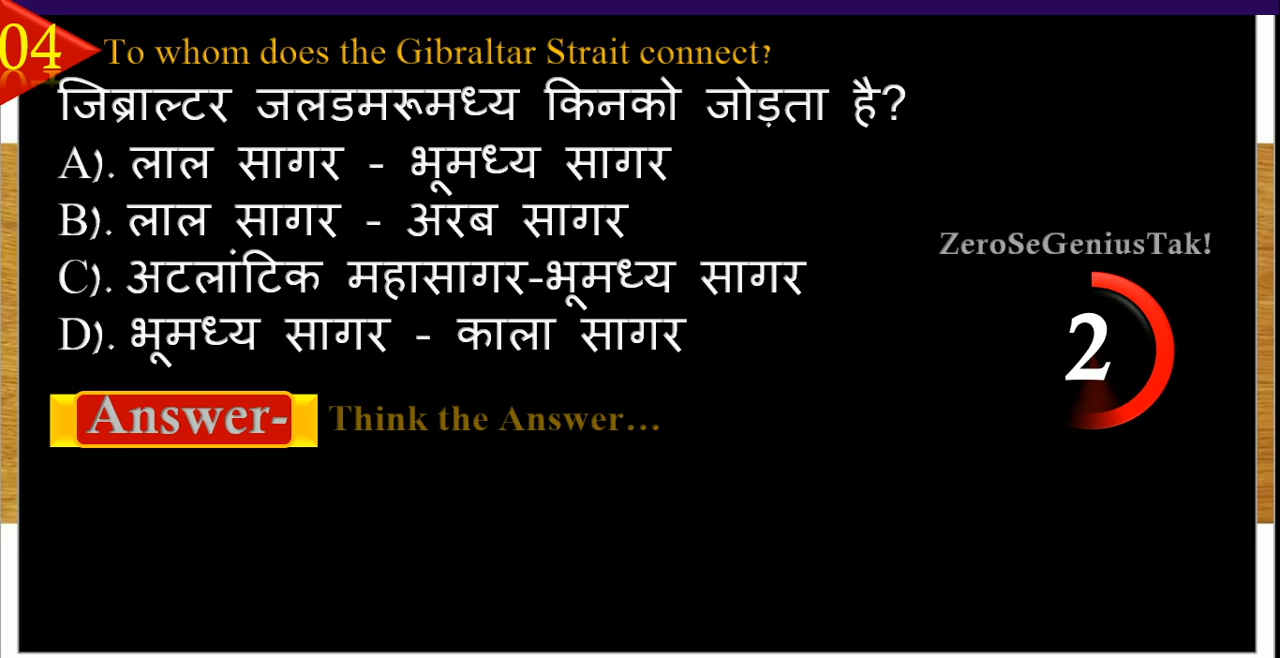 04
To whom does the Gibraltar Strait connect?
जिब्राल्टर जलडमरूमध्य किनको जोड़ता है?
A). लाल सागर - भूमध्य सागर
B). लाल सागर - अरब सागर
C). अटलांटिक महासागर-भूमध्य सागर
D). भूमध्य सागर - काला सागर
ZeroSeGeniusTak!
2
Answer- Think the Answer...